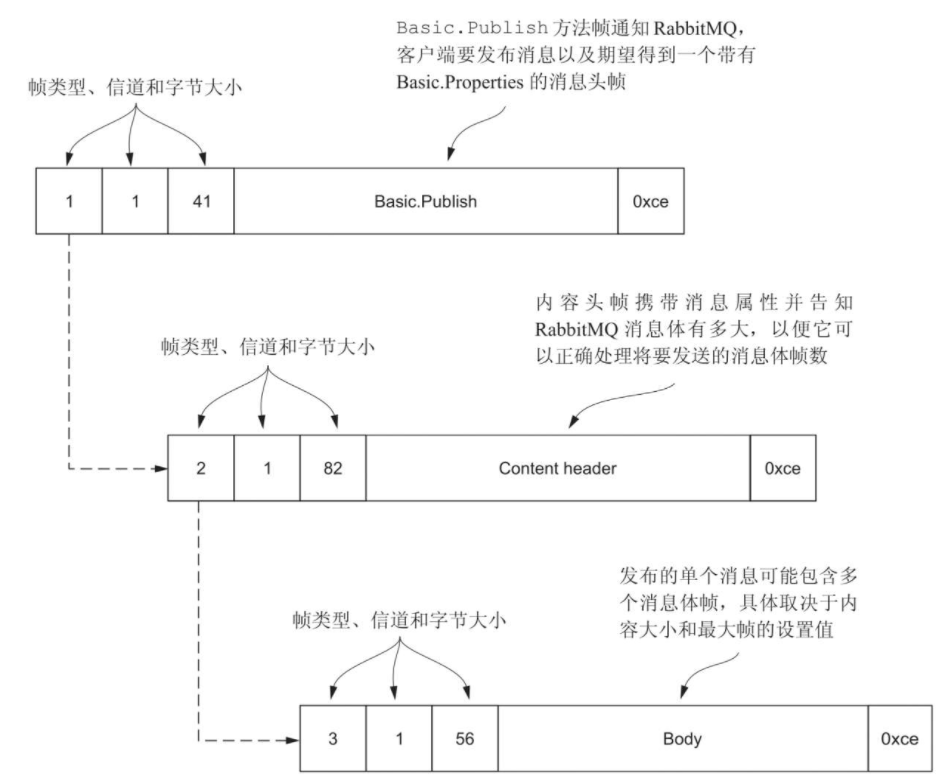 Basic.Publish 方法帧通知 RabbitMQ，
客户端要发布消息以及期望得到一个带有
Basic.Properties 的消息头帧
帧类型、信道和字节大小
1 1 41 Basic.Publish 0xce
内容头帧携带消息属性并告知
RabbitMQ 消息体有多大，以便它可
以正确处理将要发送的消息体帧数
帧类型、信道和字节大小
2 1 82 Content header 0xce
发布的单个消息可能包含多
个消息体帧，具体取决于内
容大小和最大帧的设置值
帧类型、信道和字节大小
3 1 56 Body 0xce